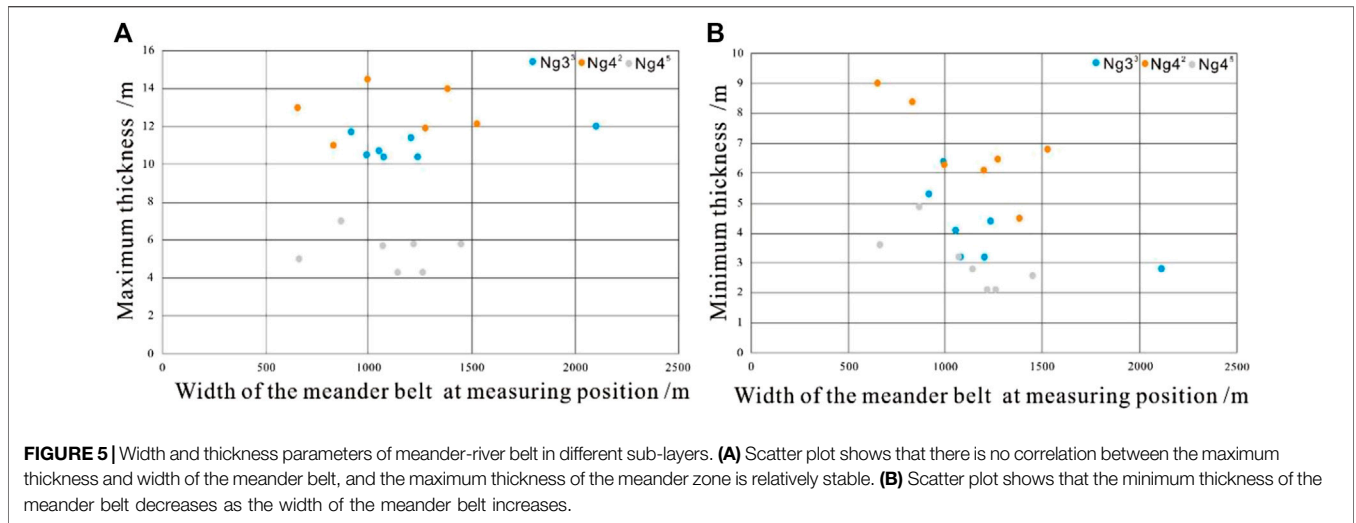 A
16
14
12
10
8
6
4
2
0
0 500 1000 1500 2000 2500
Maximum thickness /m
Width of the meander belt at measuring position /m
Ng3³ Ng4² Ng4⁵
B
10
9
8
7
6
5
4
3
2
1
0
0 500 1000 1500 2000 2500
Minimum thickness /m
Width of the meander belt at measuring position /m
Ng3³ Ng4² Ng4⁵
FIGURE 5 | Width and thickness parameters of meander-river belt in different sub-layers. (A) Scatter plot shows that there is no correlation between the maximum
thickness and width of the meander belt, and the maximum thickness of the meander zone is relatively stable. (B) Scatter plot shows that the minimum thickness of the
meander belt decreases as the width of the meander belt increases.